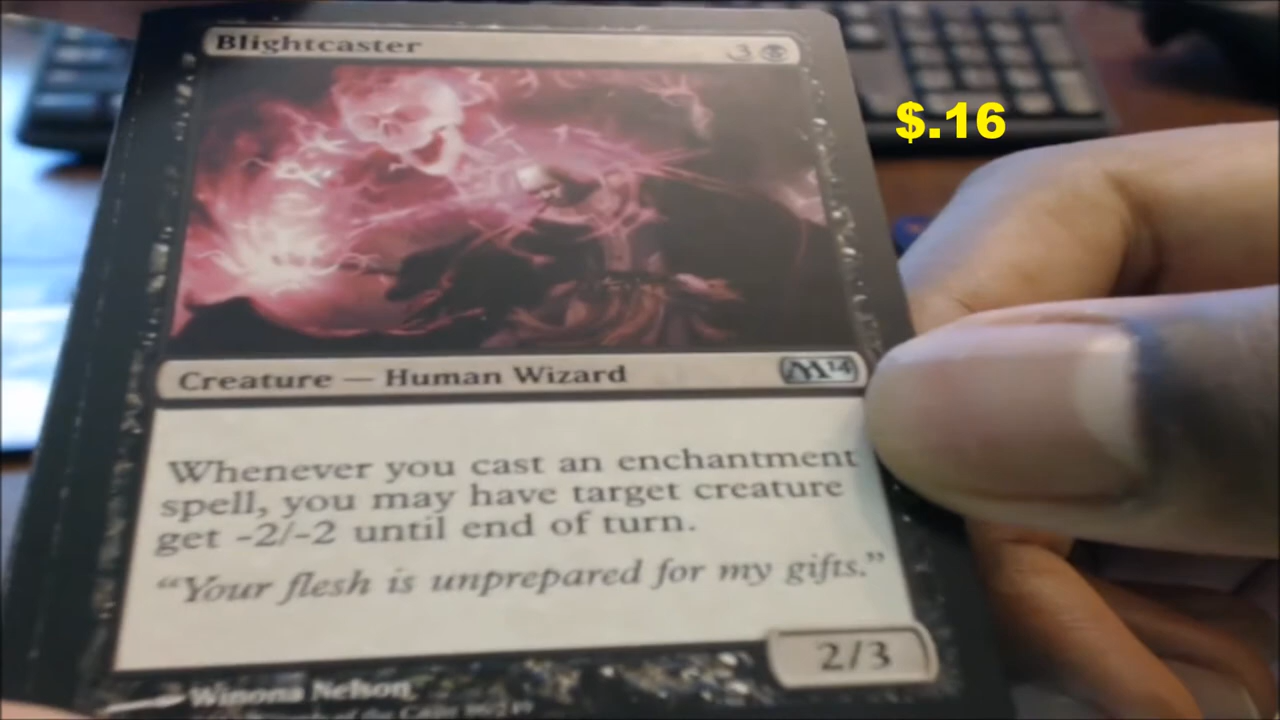 Blightcaster 3
$.16
Creature — Human Wizard M14
Whenever you cast an enchantment
spell, you may have target creature
get -2/-2 until end of turn.
“Your flesh is unprepared for my gifts.”
2/3
Winona Nelson